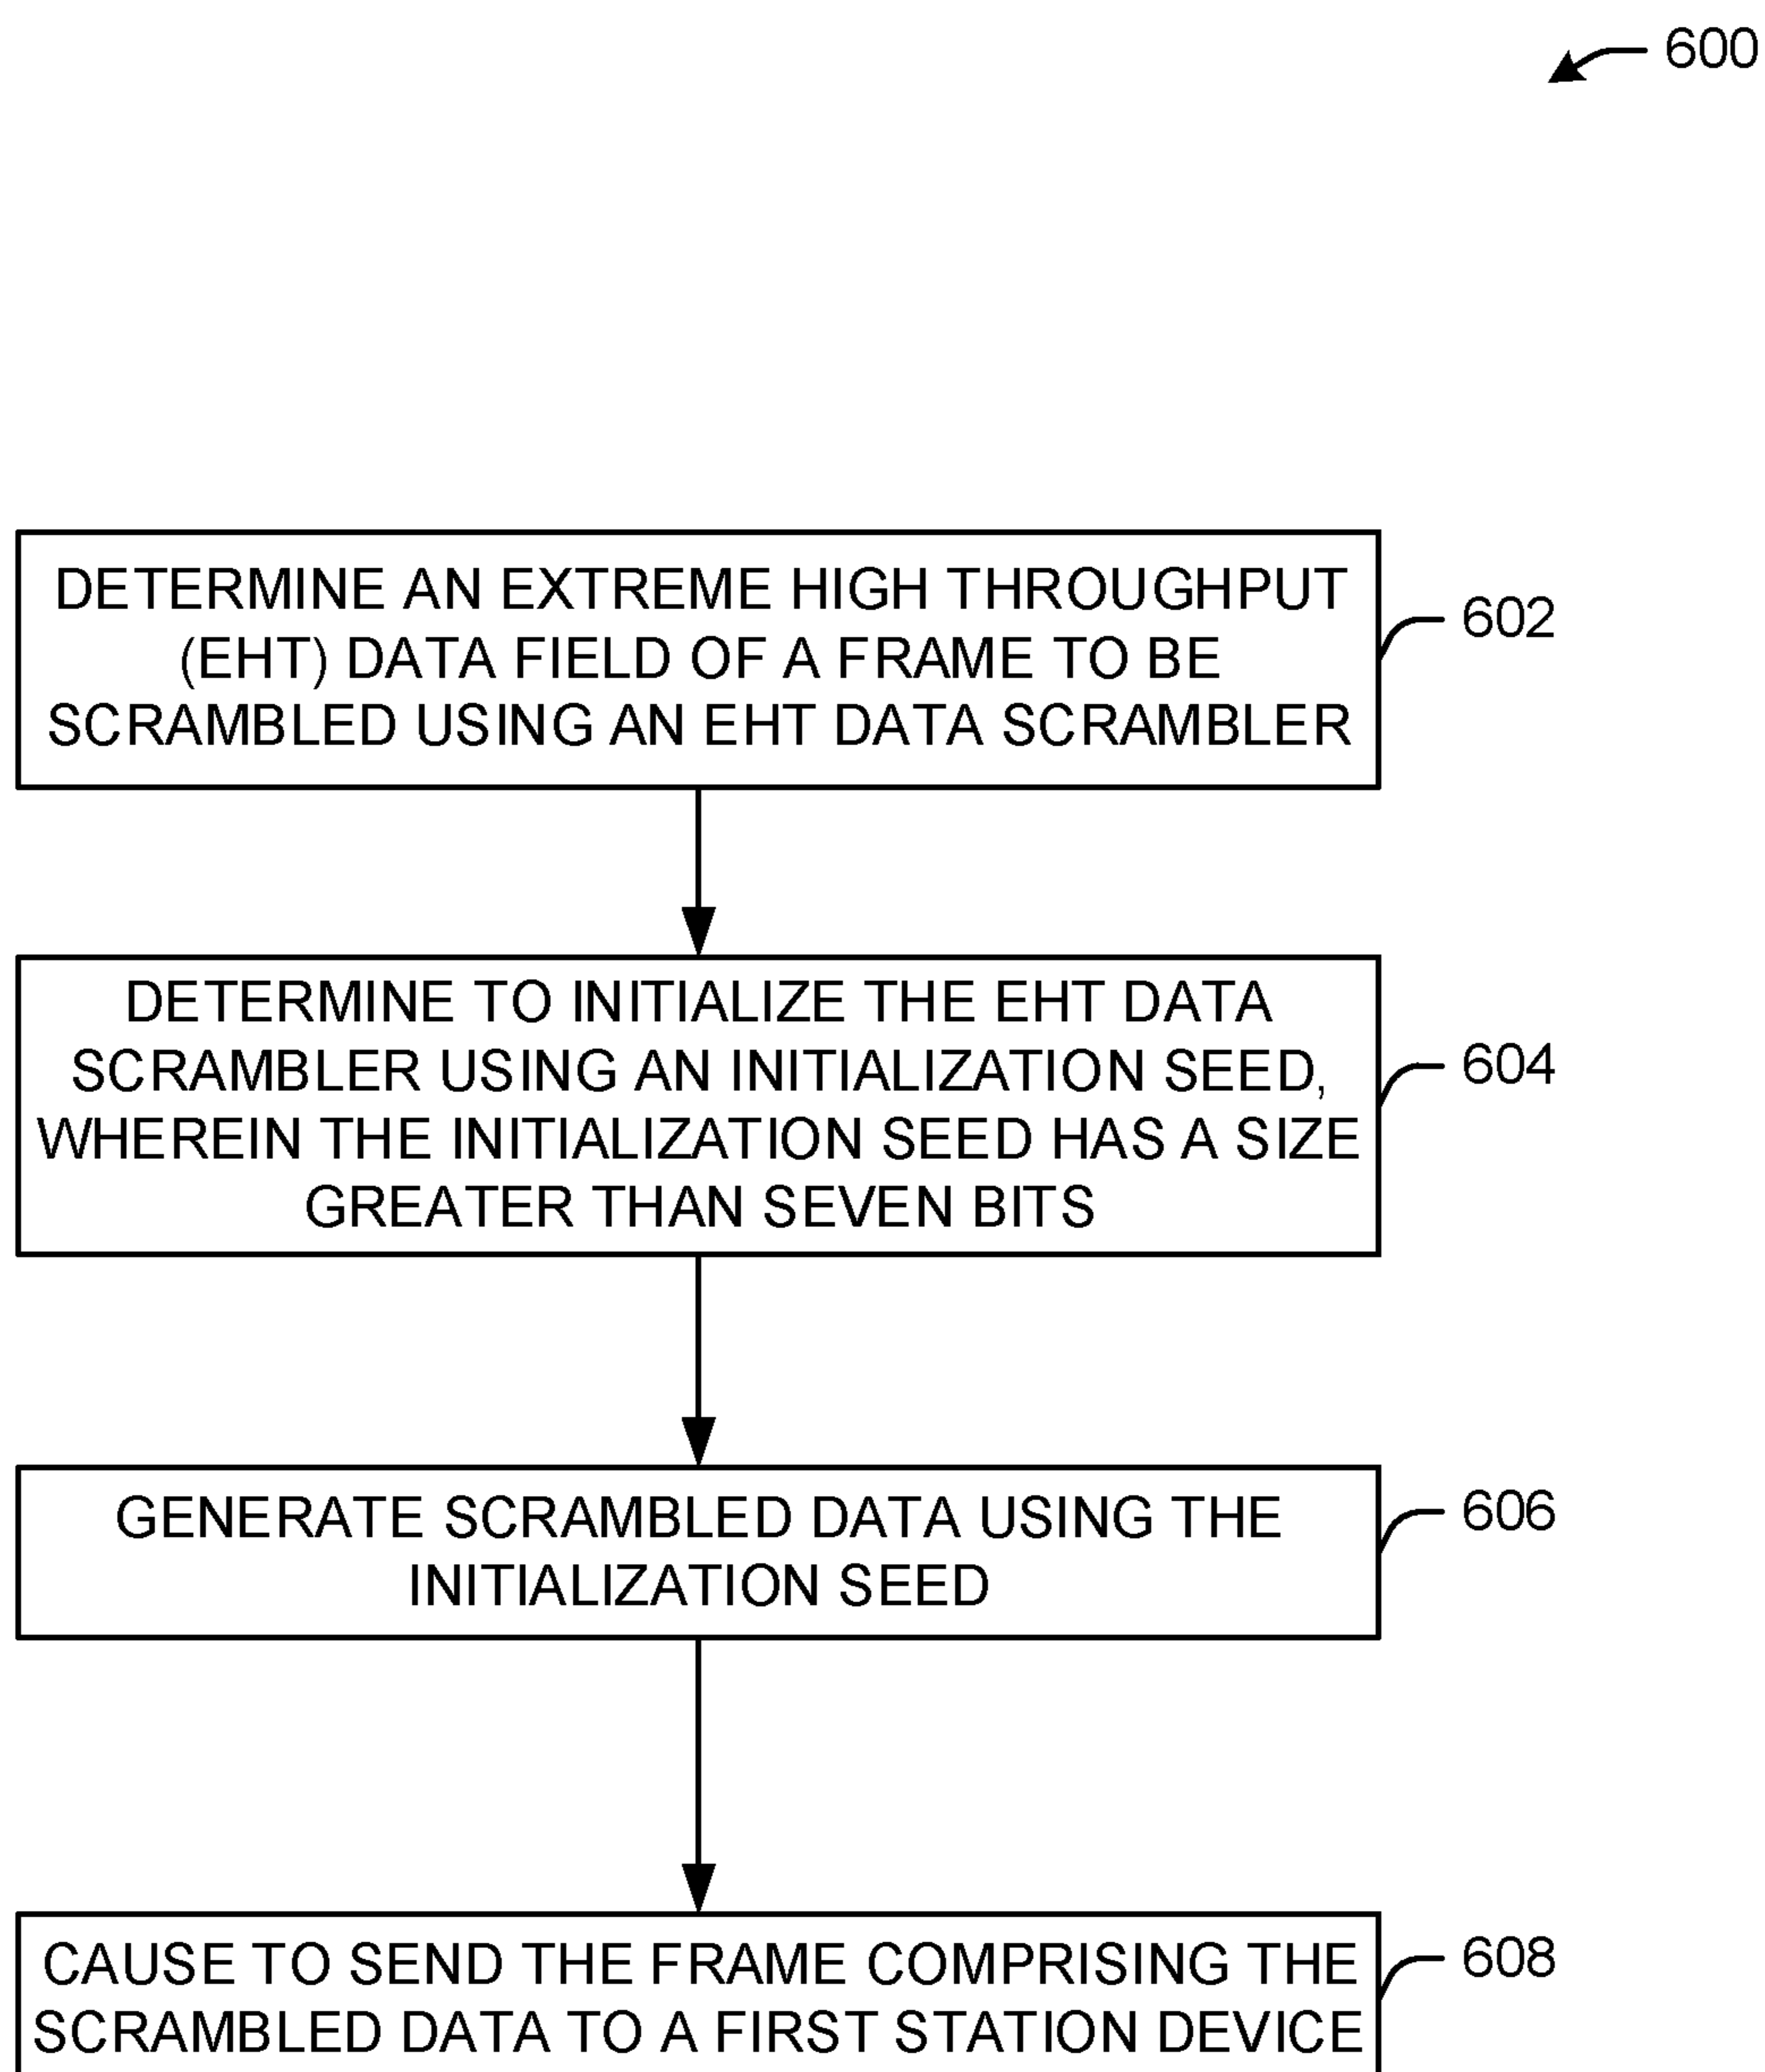 600
DETERMINE AN EXTREME HIGH THROUGHPUT
(EHT) DATA FIELD OF A FRAME TO BE
SCRAMBLED USING AN EHT DATA SCRAMBLER
602
DETERMINE TO INITIALIZE THE EHT DATA
SCRAMBLER USING AN INITIALIZATION SEED,
WHEREIN THE INITIALIZATION SEED HAS A SIZE
GREATER THAN SEVEN BITS
604
GENERATE SCRAMBLED DATA USING THE
INITIALIZATION SEED
606
CAUSE TO SEND THE FRAME COMPRISING THE
SCRAMBLED DATA TO A FIRST STATION DEVICE
608